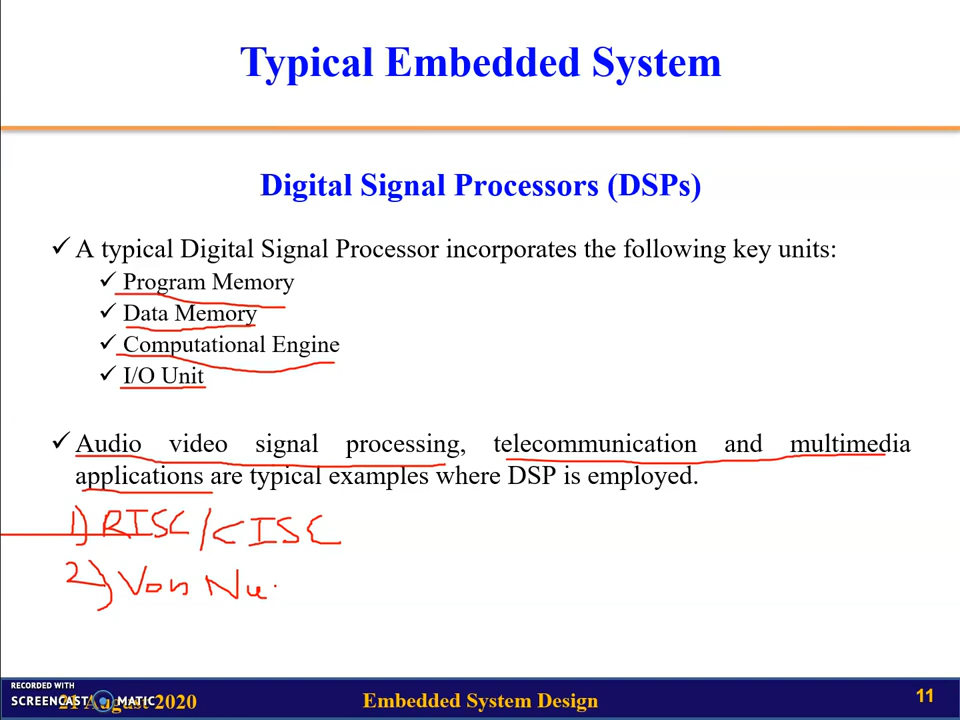 Typical Embedded System
Digital Signal Processors (DSPs)
✓ A typical Digital Signal Processor incorporates the following key units:
✓ Program Memory
✓ Data Memory
✓ Computational Engine
✓ I/O Unit
✓ Audio video signal processing, telecommunication and multimedia
applications are typical examples where DSP is employed.
1) RISC/CISC
2) Von Nu
RECORDED WITH
SCREENCAST MATIC
21 August 2020
Embedded System Design
11